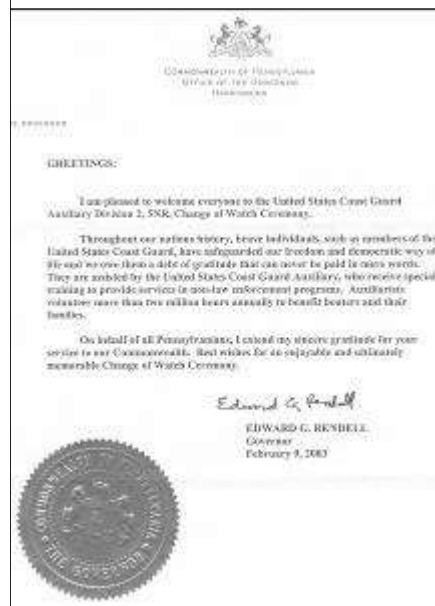 COMMONWEALTH OF PENNSYLVANIA
OFFICE OF THE GOVERNOR
HARRISBURG
GREETINGS:
I am pleased to welcome everyone to the United States Coast Guard
Auxiliary Division 2, 5NR, Change of Watch Ceremony.
Throughout our nations history, brave individuals, such as members of the
United States Coast Guard, have safeguarded our freedom and democratic way of
life and we owe them a debt of gratitude that can never be paid in mere words.
They are assisted by the United States Coast Guard Auxiliary, who receive special
training to provide services in non-law enforcement programs. Auxiliarists
volunteer more than two million hours annually to benefit boaters and their
families.
On behalf of all Pennsylvanians, I extend my sincere gratitude for your
service to our Commonwealth. Best wishes for an enjoyable and ultimately
memorable Change of Watch Ceremony.
Edward G. Rendell
EDWARD G. RENDELL
Governor
February 9, 2003